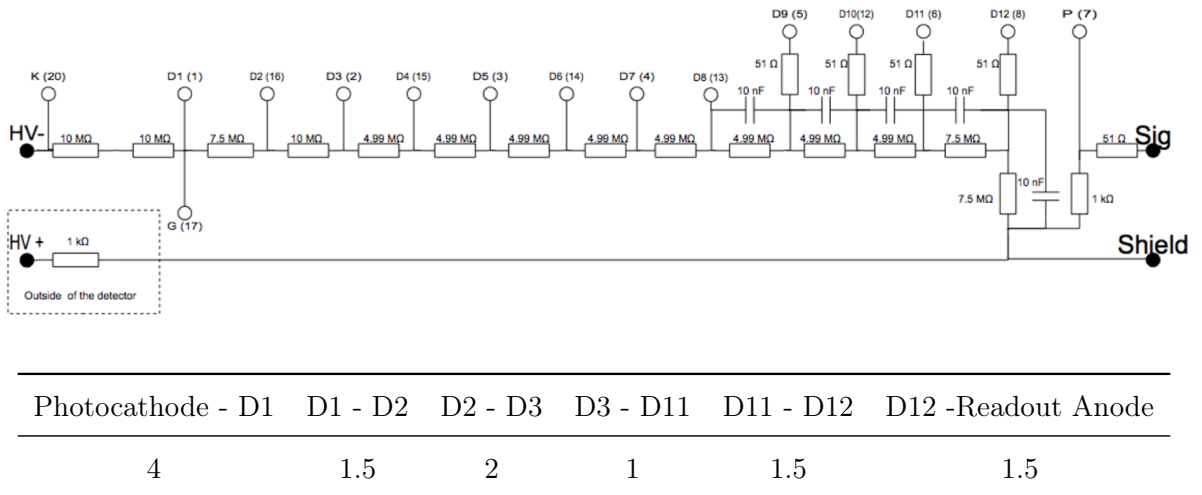 D9 (5) D10(12) D11 (6) D12 (8) P (7)
K (20) D1 (1) D2 (16) D3 (2) D4 (15) D5 (3) D6 (14) D7 (4) D8 (13) 51 Ω 51 Ω 51 Ω 51 Ω
10 nF 10 nF 10 nF 10 nF
HV- 10 MΩ 10 MΩ 7.5 MΩ 10 MΩ 4.99 MΩ 4.99 MΩ 4.99 MΩ 4.99 MΩ 4.99 MΩ 4.99 MΩ 4.99 MΩ 4.99 MΩ 7.5 MΩ 51 Ω Sig
10 nF
7.5 MΩ 1 kΩ
G (17)
HV + 1 kΩ Shield
Outside of the detector
Photocathode - D1 D1 - D2 D2 - D3 D3 - D11 D11 - D12 D12 -Readout Anode
4 1.5 2 1 1.5 1.5